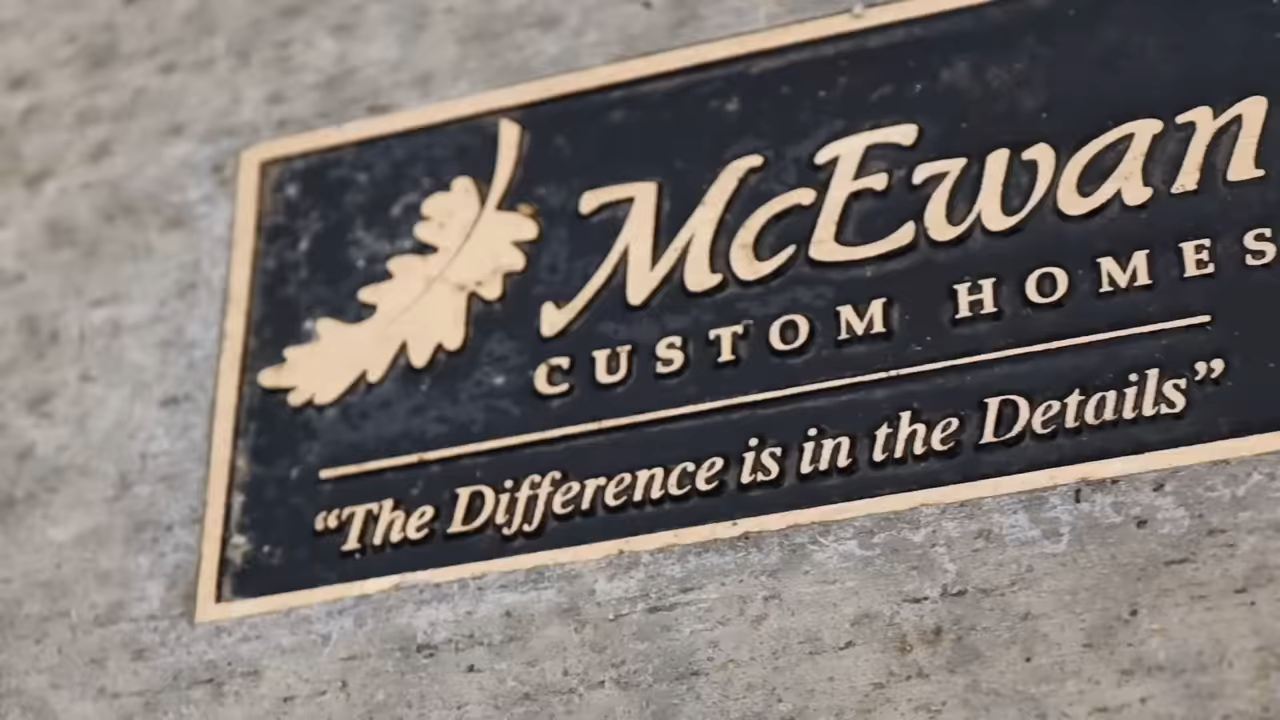 McEwan
CUSTOM HOMES
“The Difference is in the Details”